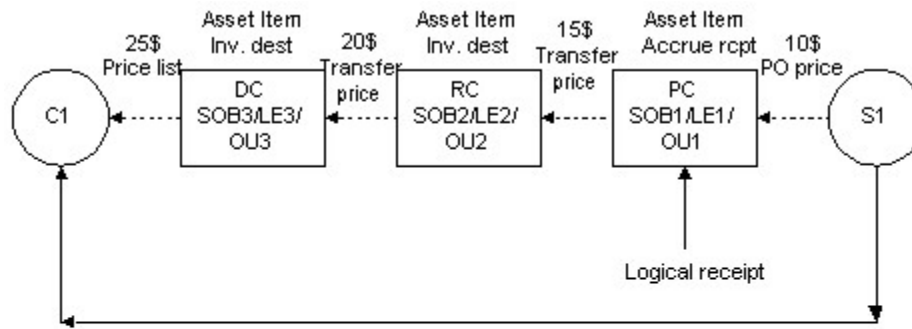 Asset Item
Inv. dest
Asset Item
Inv. dest
Asset Item
Accrue rcpt
25$
Price list
20$
Transfer
price
15$
Transfer
price
10$
PO price
C1
DC
SOB3/LE3/
OU3
RC
SOB2/LE2/
OU2
PC
SOB1/LE1/
OU1
S1
Logical receipt